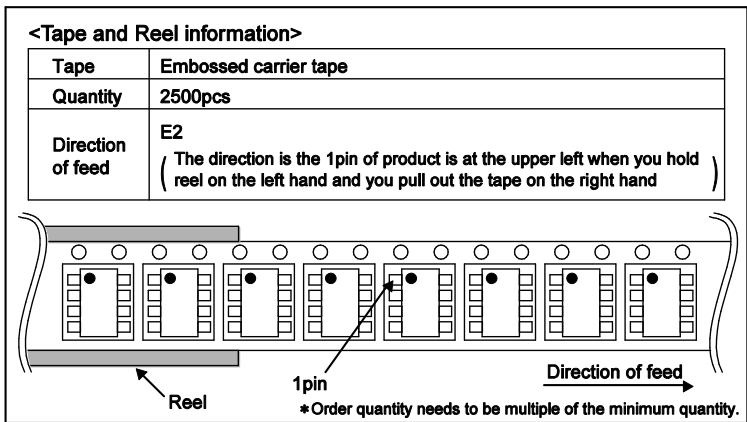 <Tape and Reel information>
Tape Embossed carrier tape
Quantity 2500pcs
Direction of feed E2
( The direction is the 1pin of product is at the upper left when you hold
reel on the left hand and you pull out the tape on the right hand )
Direction of feed
1pin
Reel
*Order quantity needs to be multiple of the minimum quantity.